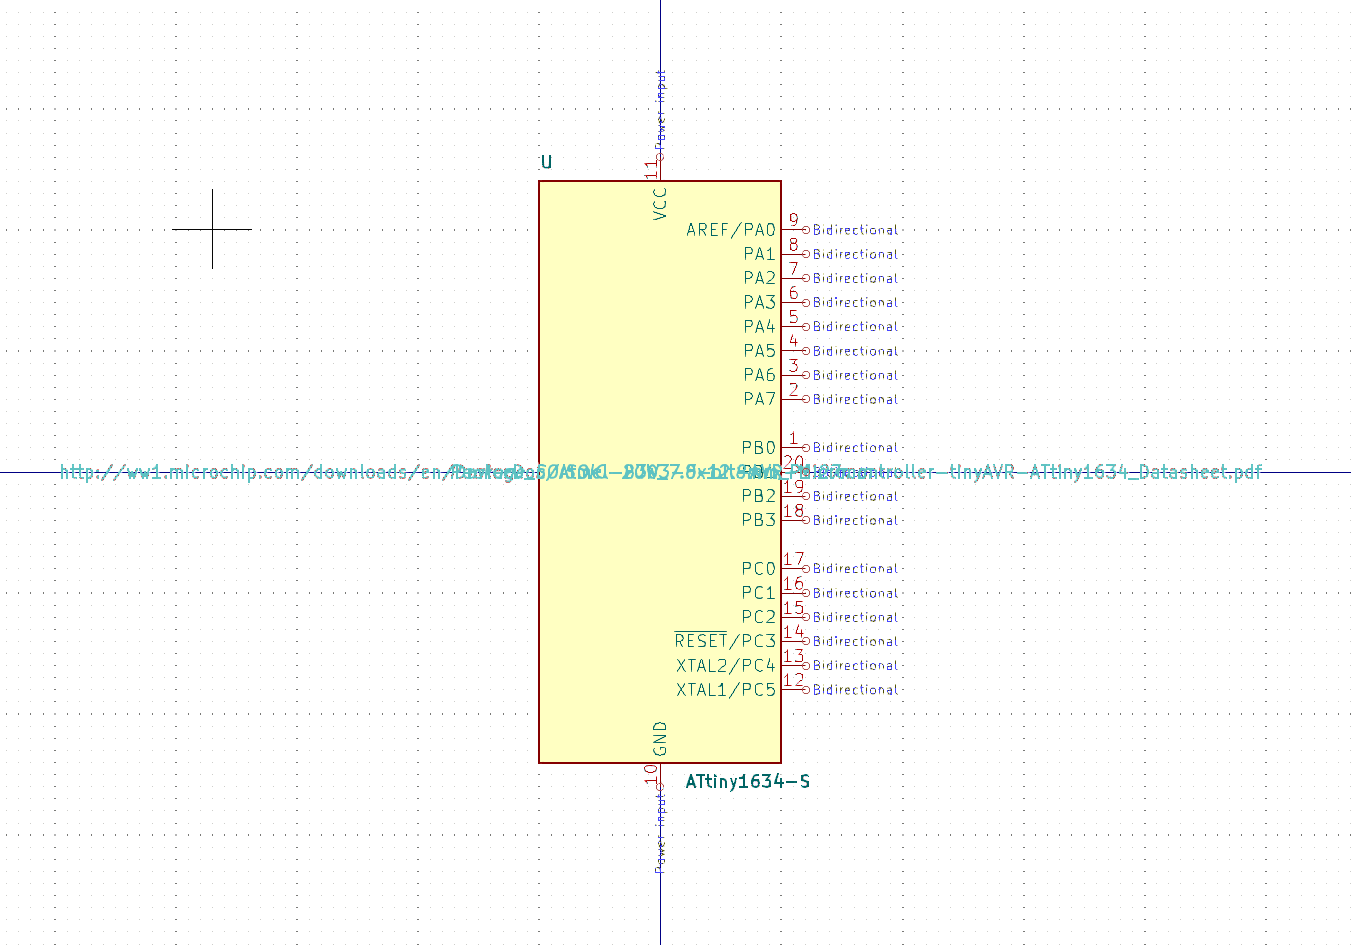 Power input
U
11
VCC
AREF/PA0 9 Bidirectional
PA1 8 Bidirectional
PA2 7 Bidirectional
PA3 6 Bidirectional
PA4 5 Bidirectional
PA5 4 Bidirectional
PA6 3 Bidirectional
PA7 2 Bidirectional
PB0 1 Bidirectional
http://ww1.microchip.com/downloads/en/ -tinyAVR-ATtiny1634_Datasheet.pdf
20
PB2 19 Bidirectional
PB3 18 Bidirectional
PC0 17 Bidirectional
PC1 16 Bidirectional
PC2 15 Bidirectional
RESET/PC3 14 Bidirectional
XTAL2/PC4 13 Bidirectional
XTAL1/PC5 12 Bidirectional
GND
10
ATtiny1634-S
Power input